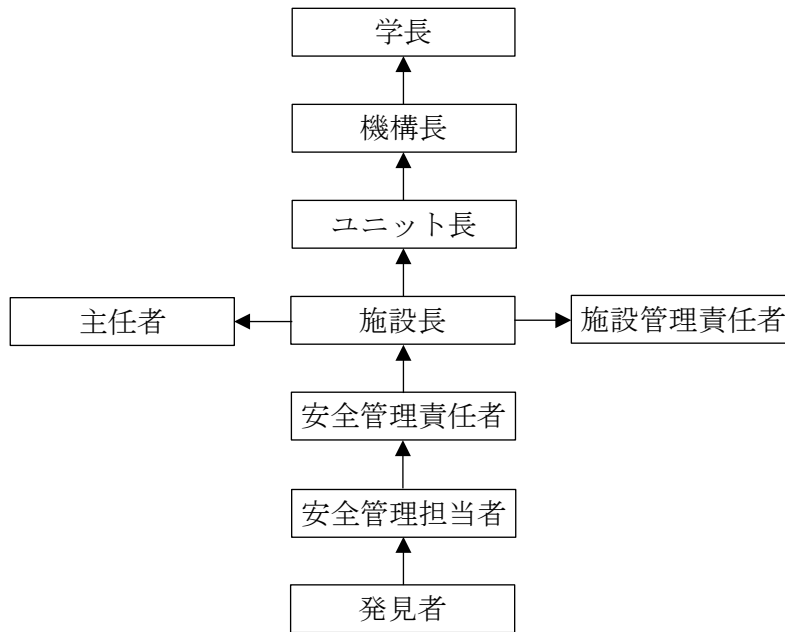 学長
機構長
ユニット長
主任者
施設長
施設管理責任者
安全管理責任者
安全管理担当者
発見者